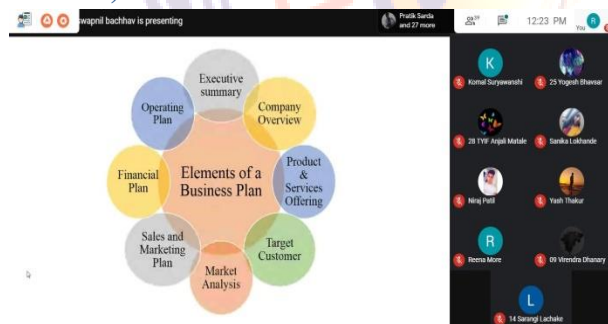 swapnil bachhav is presenting
Pratik Sarda
and 27 more
12:23 PM
You
R
Executive
summary
Company
Overview
Product
&
Services
Offering
Target
Customer
Market
Analysis
Sales and
Marketing
Plan
Financial
Plan
Operating
Plan
Elements of a
Business Plan
K
Komal Suryawanshi
25 Yogesh Bhavsar
28 TYIF Anjali Matale
Sanika Lokhande
Niraj Patil
Yash Thakur
R
Reena More
09 Virendra Dhanary
L
14 Sarangi Lachake